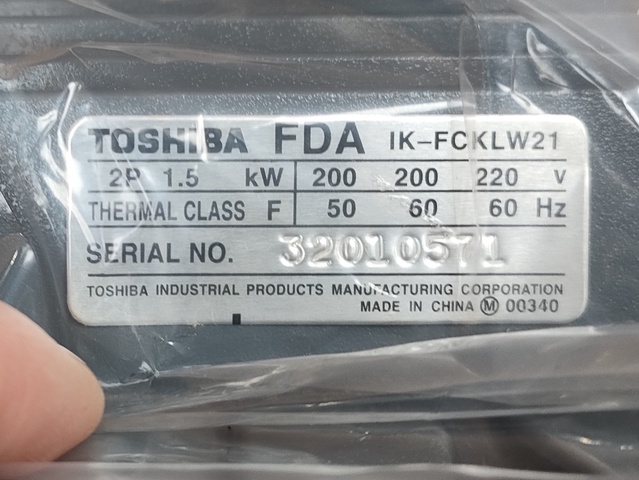 TOSHIBA FDA IK-FCKLW21
2P 1.5 kW 200 200 220 V
THERMAL CLASS F 50 60 60 Hz
SERIAL NO. 32010571
TOSHIBA INDUSTRIAL PRODUCTS MANUFACTURING CORPORATION
MADE IN CHINA Ⓜ 00340